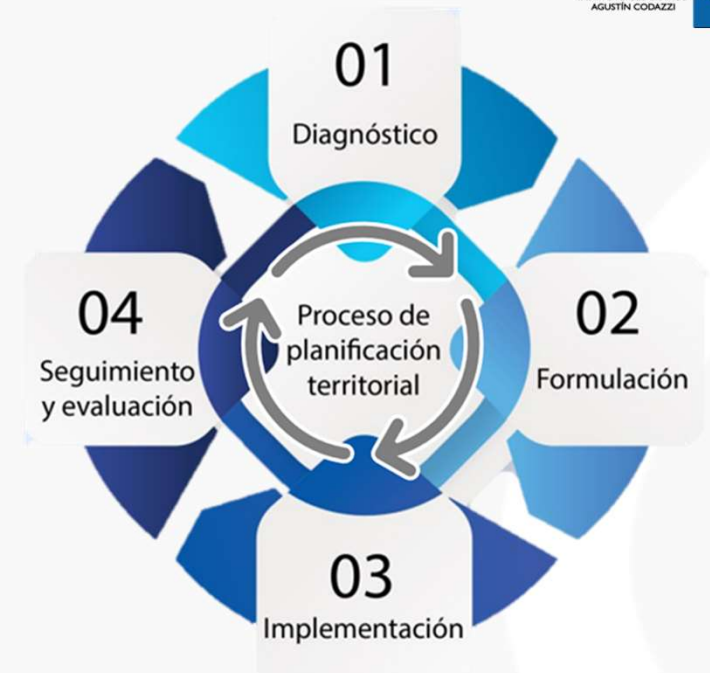 AGUSTÍN CODAZZI
01
Diagnóstico
02
Formulación
03
Implementación
04
Seguimiento
y evaluación
Proceso de
planificación
territorial